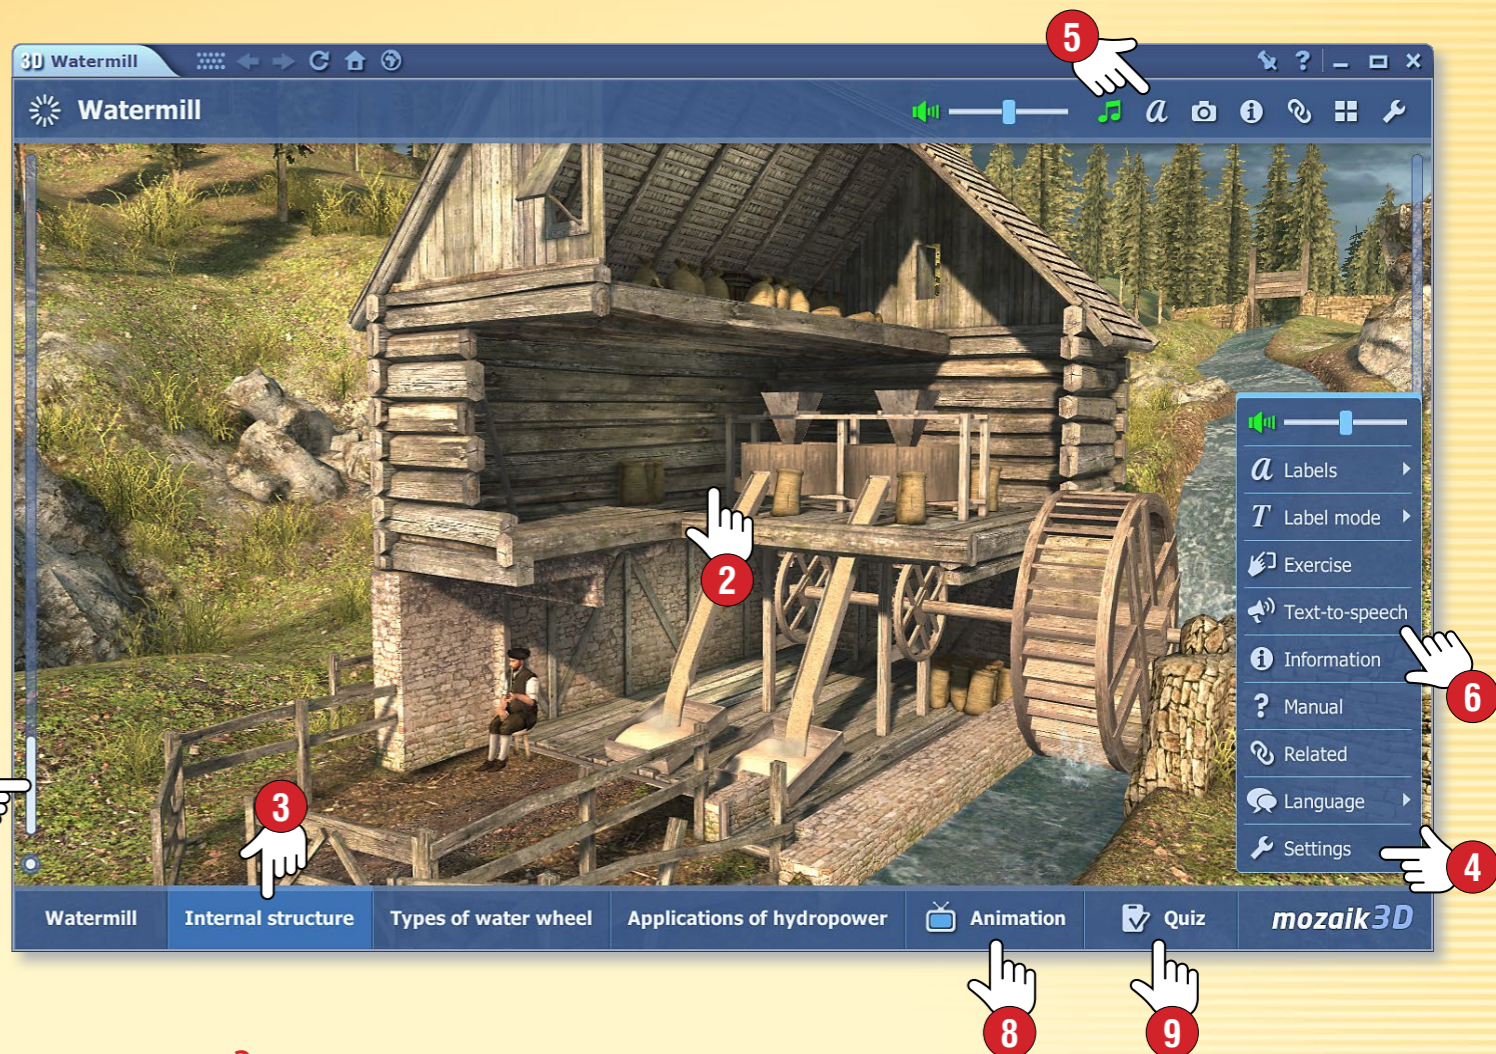 5
3D Watermill
?
Watermill
a
i
a Labels
T Label mode
Exercise
Text-to-speech
i Information
? Manual
Related
Language
Settings
2
6
3
4
Watermill
Internal structure
Types of water wheel
Applications of hydropower
Animation
Quiz
mozaik3D
8
9